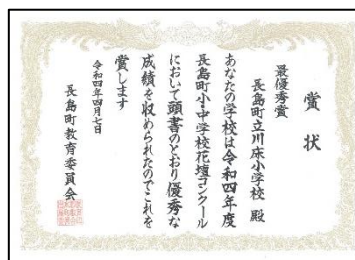 賞状
最優秀賞
長島町立川床小学校 殿
あなたの学校は令和四年度
長島町小・中学校花壇コンクール
において頭書のとおり優秀な
成績を収められたのでこれを
賞します
令和四年四月七日
長島町教育委員会